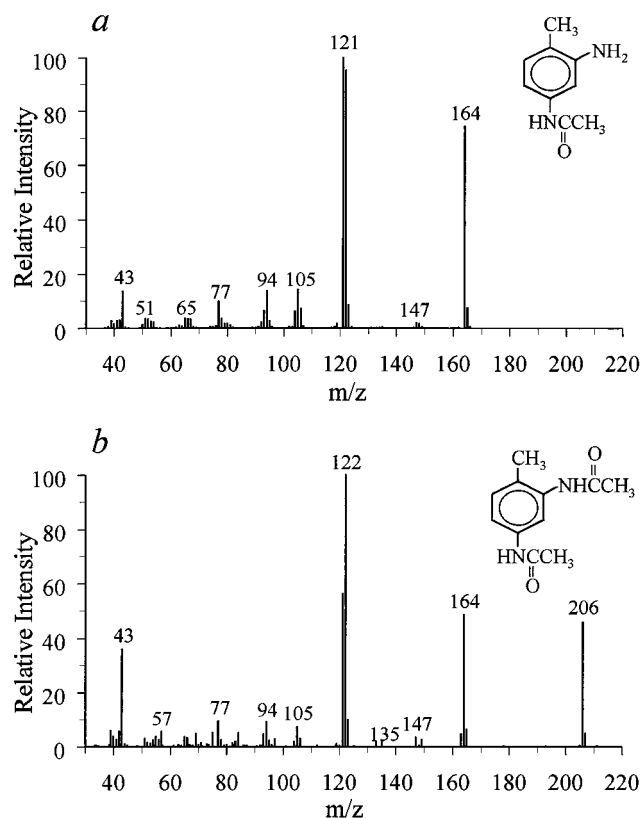 a
Relative Intensity
100
80
60
40
20
0
43
51
65
77
94
105
121
147
164
CH₃
NH₂
HNCCH₃
O
40 60 80 100 120 140 160 180 200 220
m/z
b
Relative Intensity
100
80
60
40
20
0
43
57
77
94
105
122
135
147
164
206
O
CH₃
NHCCH₃
HNCCH₃
O
40 60 80 100 120 140 160 180 200 220
m/z